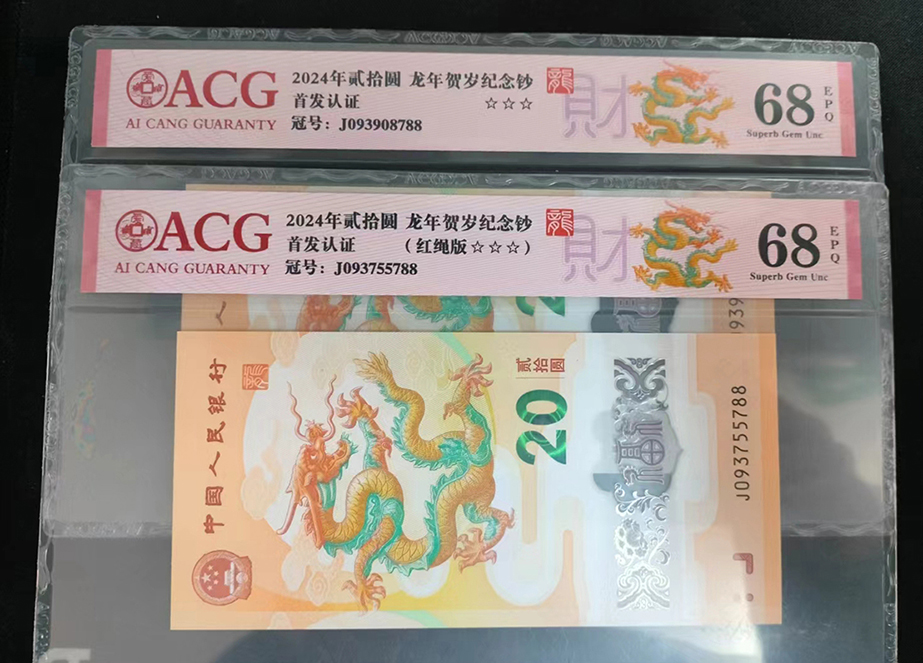 ACG
AI CANG GUARANTY
2024年贰拾圆 龙年贺岁纪念钞
首发认证 ☆☆☆
冠号：J093908788
龍
財
68
EPQ
Superb Gem Unc
ACG
AI CANG GUARANTY
2024年贰拾圆 龙年贺岁纪念钞
首发认证 （红绳版☆☆☆）
冠号：J093755788
龍
財
68
EPQ
Superb Gem Unc
中国人民银行
贰拾圆
20
J093755788